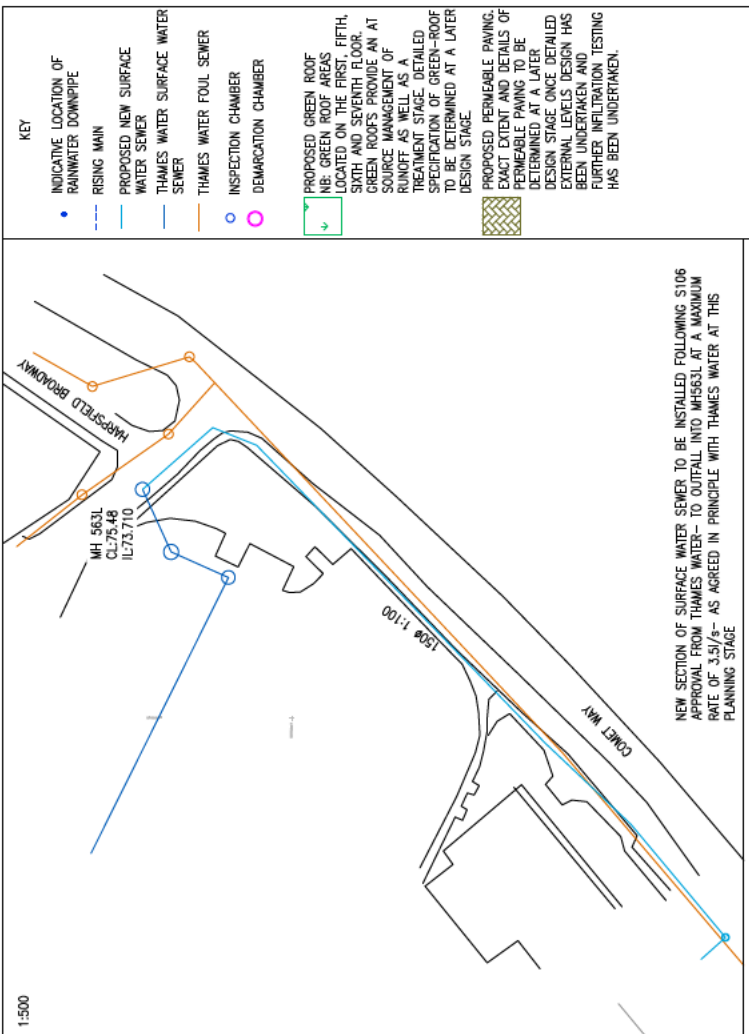 KEY
INDICATIVE LOCATION OF
RAINWATER DOWNPIPE
RISING MAIN
PROPOSED NEW SURFACE
WATER SEWER
THAMES WATER SURFACE WATER
SEWER
THAMES WATER FOUL SEWER
INSPECTION CHAMBER
DEMARCATION CHAMBER
PROPOSED GREEN ROOF
NB: GREEN ROOF AREAS
LOCATED ON THE FIRST, FIFTH,
SIXTH AND SEVENTH FLOOR.
GREEN ROOFS PROVIDE AN AT
SOURCE MANAGEMENT OF
RUNOFF AS WELL AS A
TREATMENT STAGE. DETAILED
SPECIFICATION OF GREEN-ROOF
TO BE DETERMINED AT A LATER
DESIGN STAGE
PROPOSED PERMEABLE PAVING.
EXACT EXTENT AND DETAILS OF
PERMEABLE PAVING TO BE
DETERMINED AT A LATER
DESIGN STAGE ONCE DETAILED
EXTERNAL LEVELS DESIGN HAS
BEEN UNDERTAKEN AND
FURTHER INFILTRATION TESTING
HAS BEEN UNDERTAKEN.
1:500
HARPSFIELD BROADWAY
MH 563L
CL:75.48
IL:73.710
150ø 1:100
COMET WAY
NEW SECTION OF SURFACE WATER SEWER TO BE INSTALLED FOLLOWING S106
APPROVAL FROM THAMES WATER- TO OUTFALL INTO MH563L AT A MAXIMUM
RATE OF 3.5l/s- AS AGREED IN PRINCIPLE WITH THAMES WATER AT THIS
PLANNING STAGE